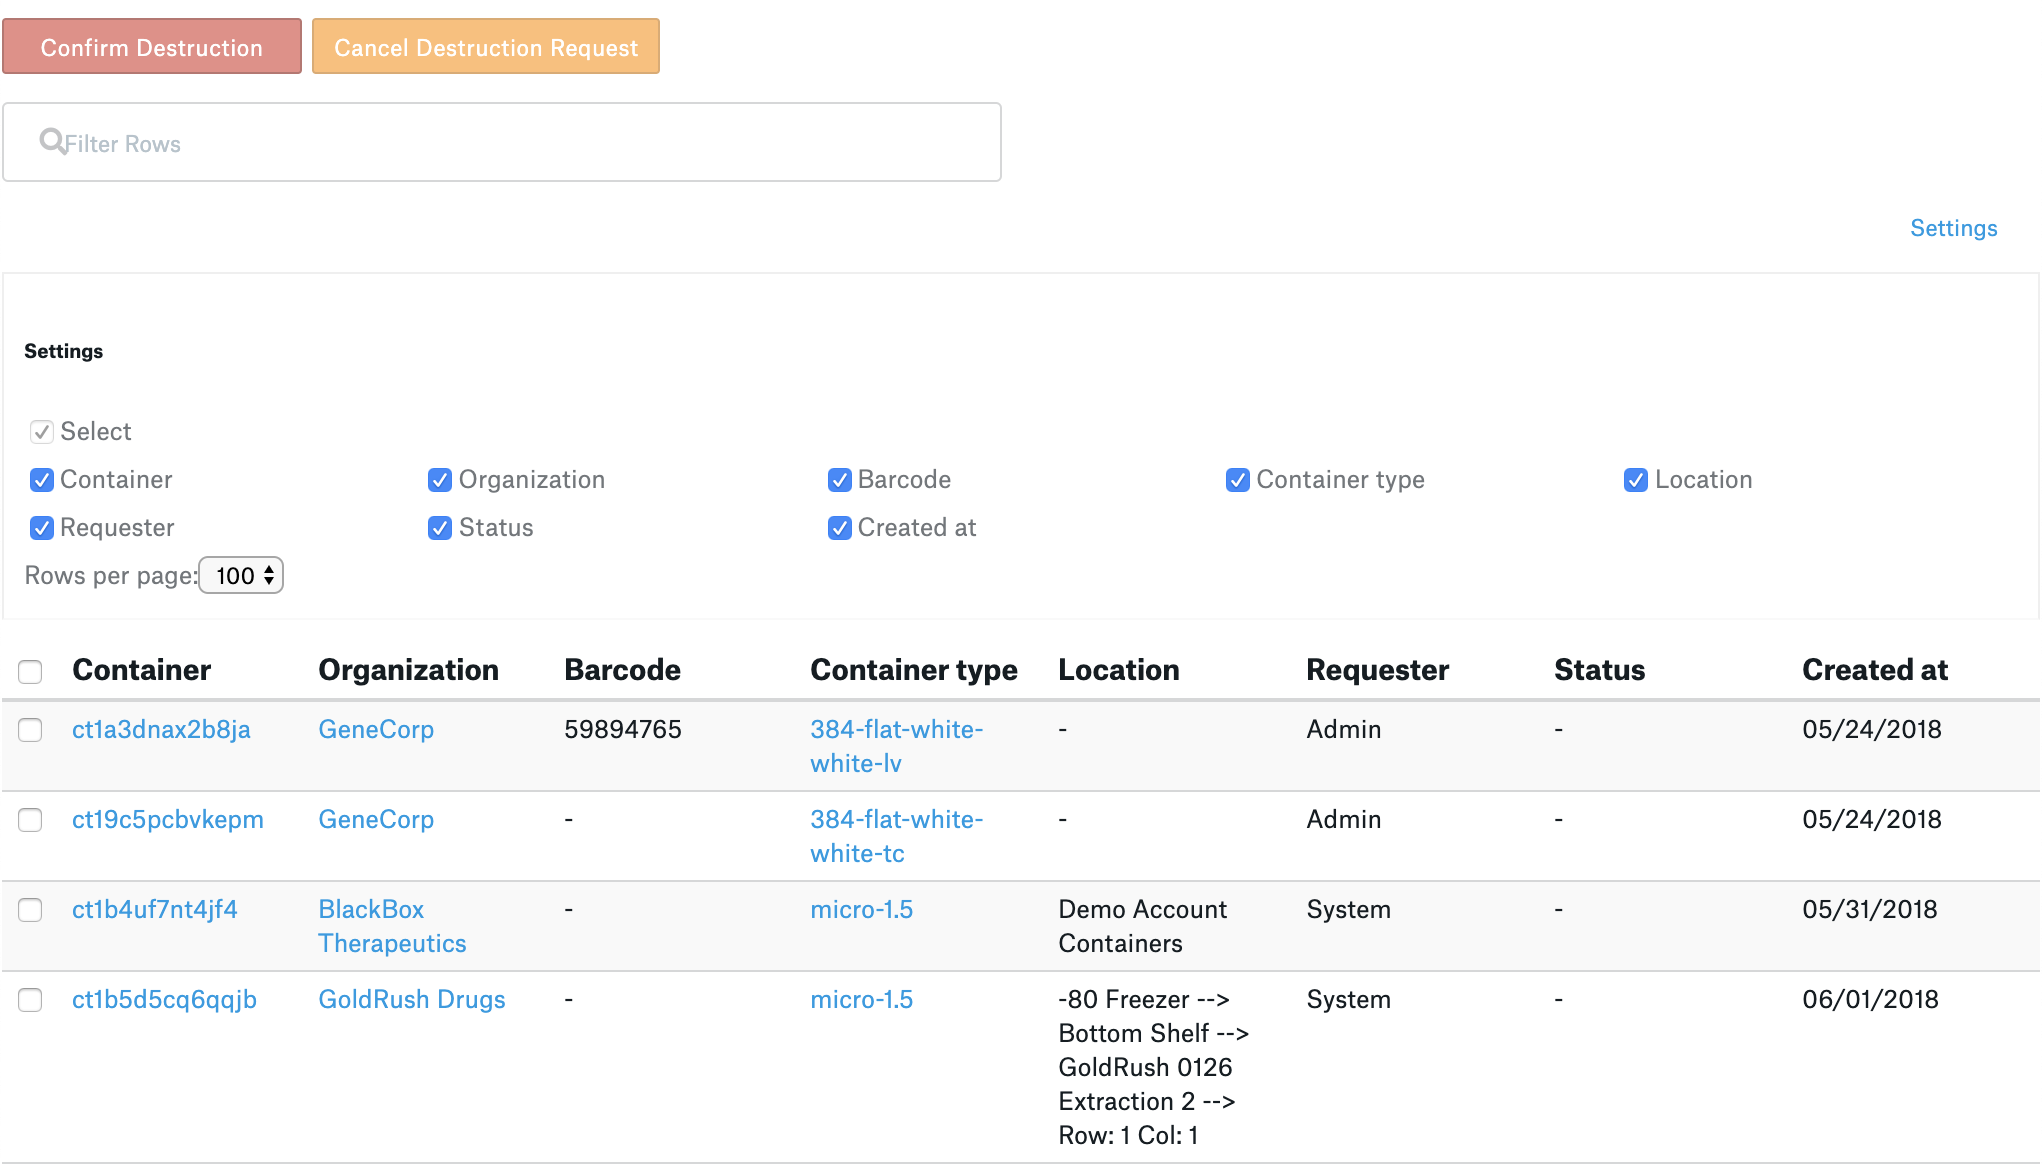 Confirm Destruction Cancel Destruction Request
Filter Rows
Settings
Settings
Select
Container Organization Barcode Container type Location
Requester Status Created at
Rows per page: 100
Container Organization Barcode Container type Location Requester Status Created at
ct1a3dnax2b8ja GeneCorp 59894765 384-flat-white- - Admin - 05/24/2018
white-lv
ct19c5pcbvkepm GeneCorp - 384-flat-white- - Admin - 05/24/2018
white-tc
ct1b4uf7nt4jf4 BlackBox - micro-1.5 Demo Account System - 05/31/2018
Therapeutics Containers
ct1b5d5cq6qqjb GoldRush Drugs - micro-1.5 -80 Freezer --> System - 06/01/2018
Bottom Shelf -->
GoldRush 0126
Extraction 2 -->
Row: 1 Col: 1